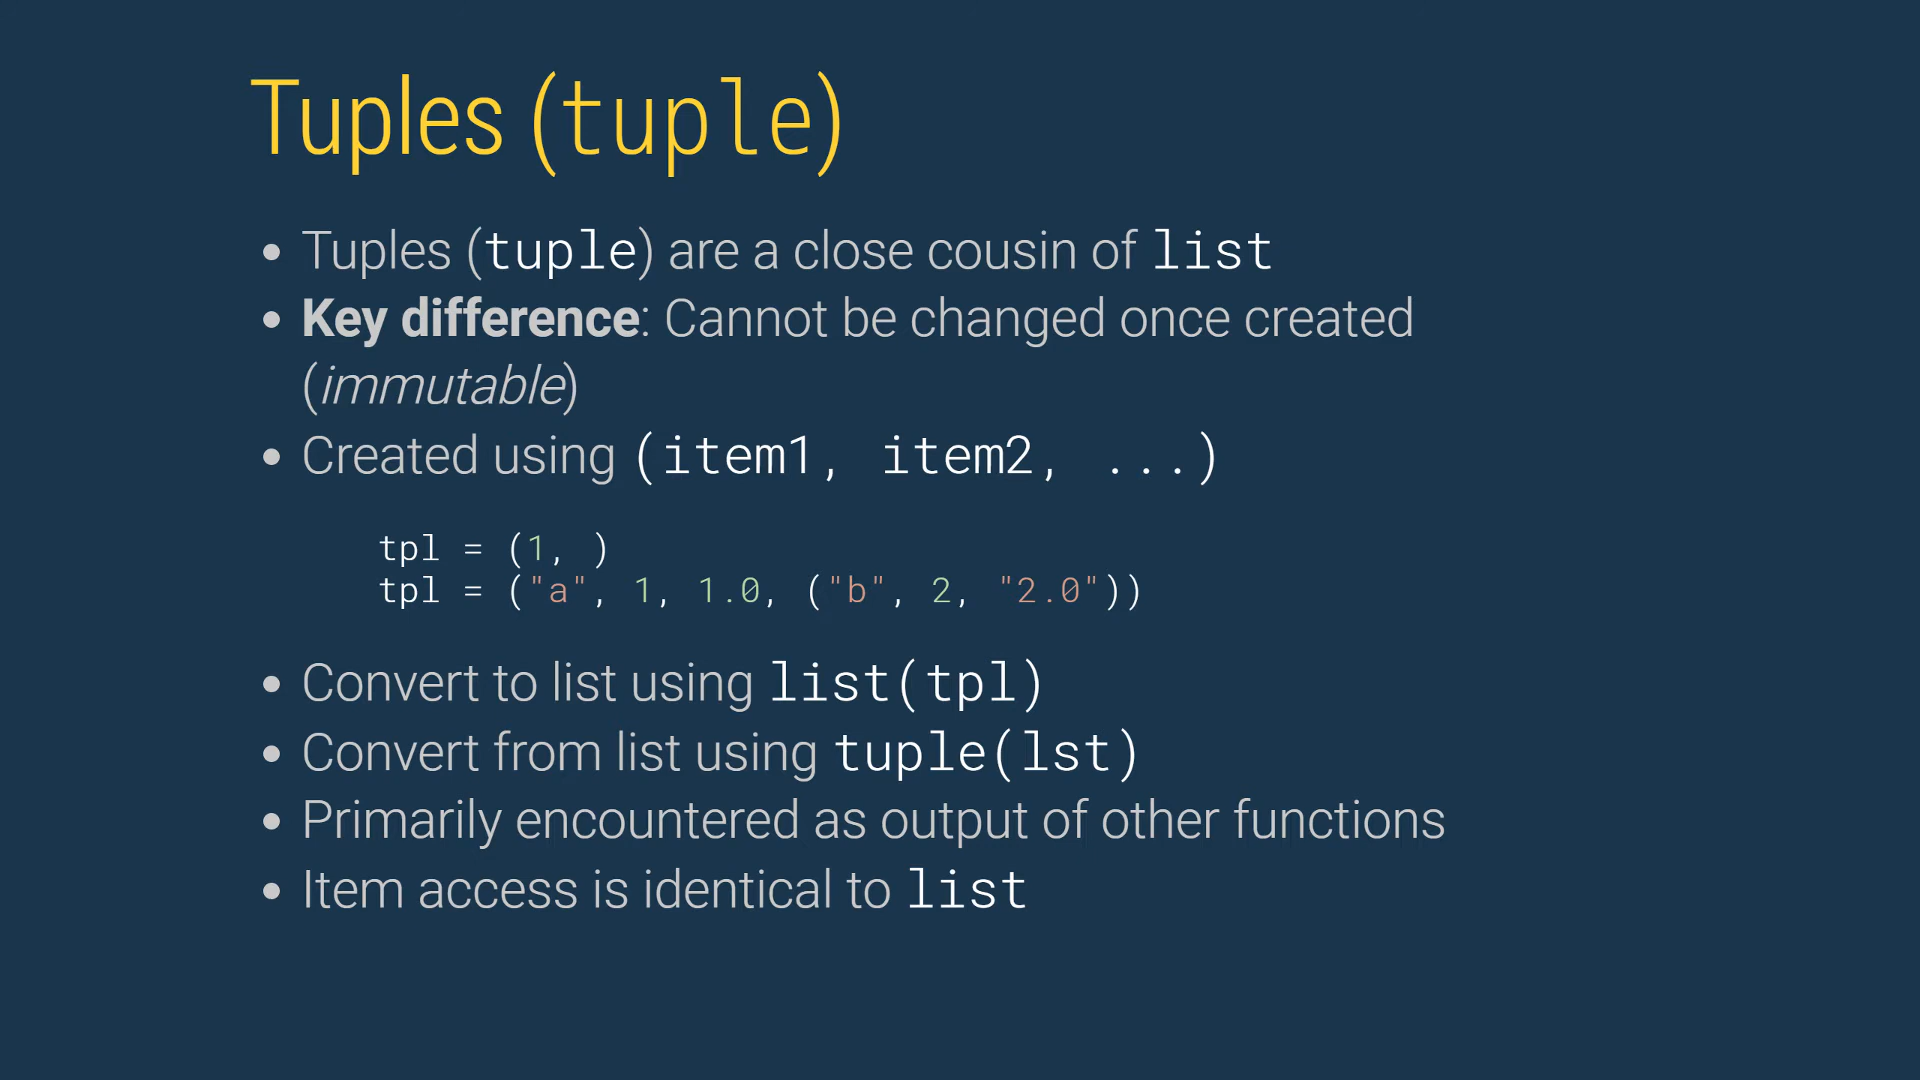 Tuples (tuple)
• Tuples (tuple) are a close cousin of list
• Key difference: Cannot be changed once created
(immutable)
• Created using (item1, item2, ...)
tpl = (1, )
tpl = ("a", 1, 1.0, ("b", 2, "2.0"))
• Convert to list using list(tpl)
• Convert from list using tuple(lst)
• Primarily encountered as output of other functions
• Item access is identical to list